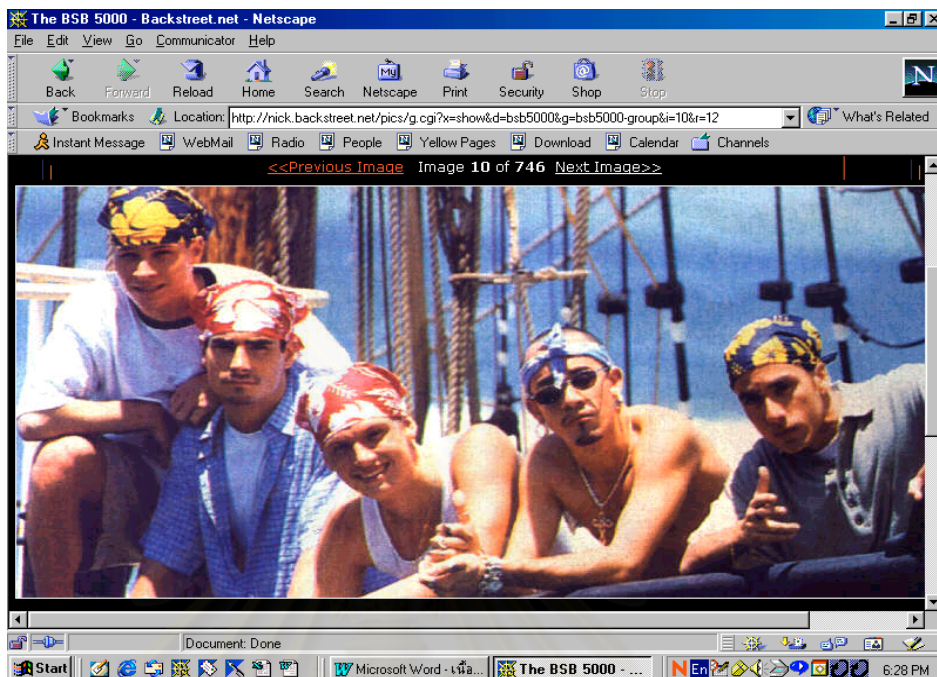 The BSB 5000 - Backstreet.net - Netscape
File Edit View Go Communicator Help
Back Forward Reload Home Search Netscape Print Security Shop Stop
Bookmarks Location: http://nick.backstreet.net/pics/g.cgi?x=show&d=bsb5000&g=bsb5000-group&i=10&r=12 What's Related
Instant Message WebMail Radio People Yellow Pages Download Calendar Channels
<<Previous Image Image 10 of 746 Next Image>>
Document: Done
Start Microsoft Word - เนื้อ... The BSB 5000 - ... N En 6:28 PM